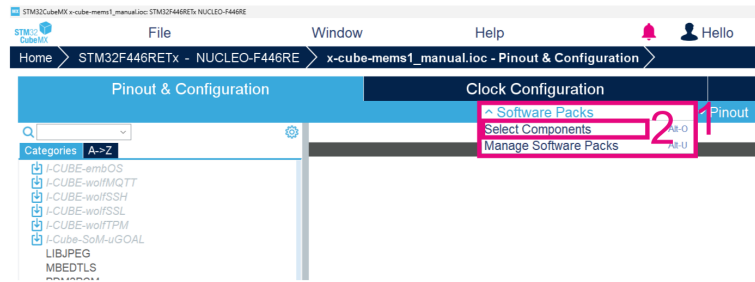 MX STM32CubeMX x-cube-mems1_manual.ioc: STM32F446RETx NUCLEO-F446RE
STM32 CubeMX File Window Help Hello
Home STM32F446RETx - NUCLEO-F446RE x-cube-mems1_manual.ioc - Pinout & Configuration
Pinout & Configuration Clock Configuration
Software Packs 1 Pinout
Select Components 2 Alt-O
Manage Software Packs Alt-U
Categories A->Z
I-CUBE-embOS
I-CUBE-wolfMQTT
I-CUBE-wolfSSH
I-CUBE-wolfSSL
I-CUBE-wolfTPM
I-Cube-SoM-uGOAL
LIBJPEG
MBEDTLS